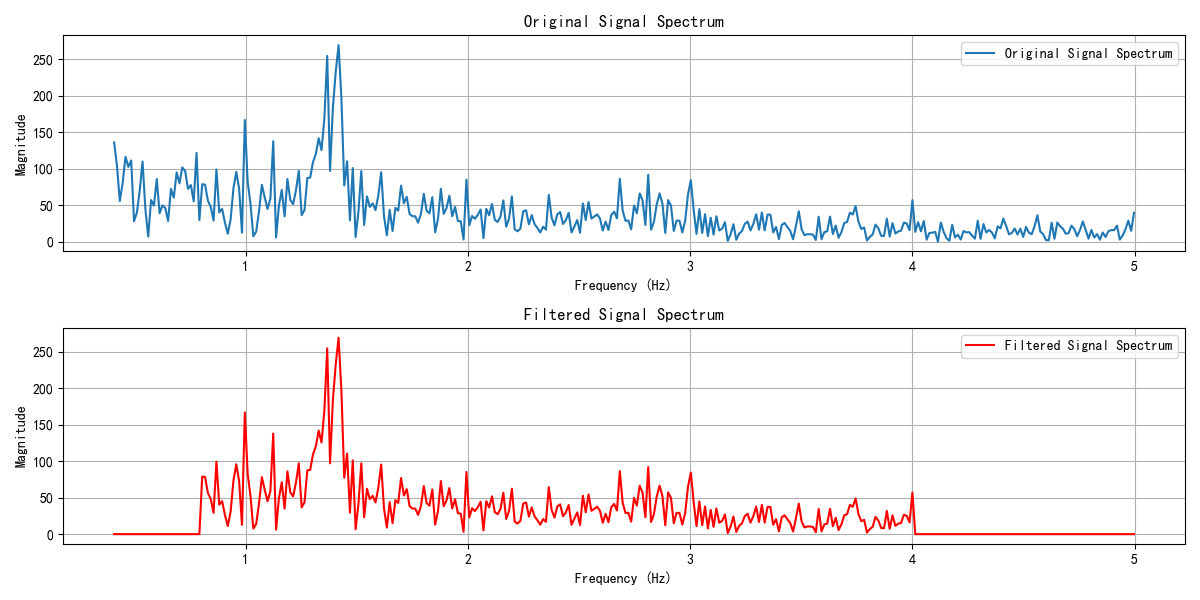 Original Signal Spectrum
Original Signal Spectrum
Magnitude
250
200
150
100
50
0
1
2
3
4
5
Frequency (Hz)
Filtered Signal Spectrum
Filtered Signal Spectrum
Magnitude
250
200
150
100
50
0
1
2
3
4
5
Frequency (Hz)